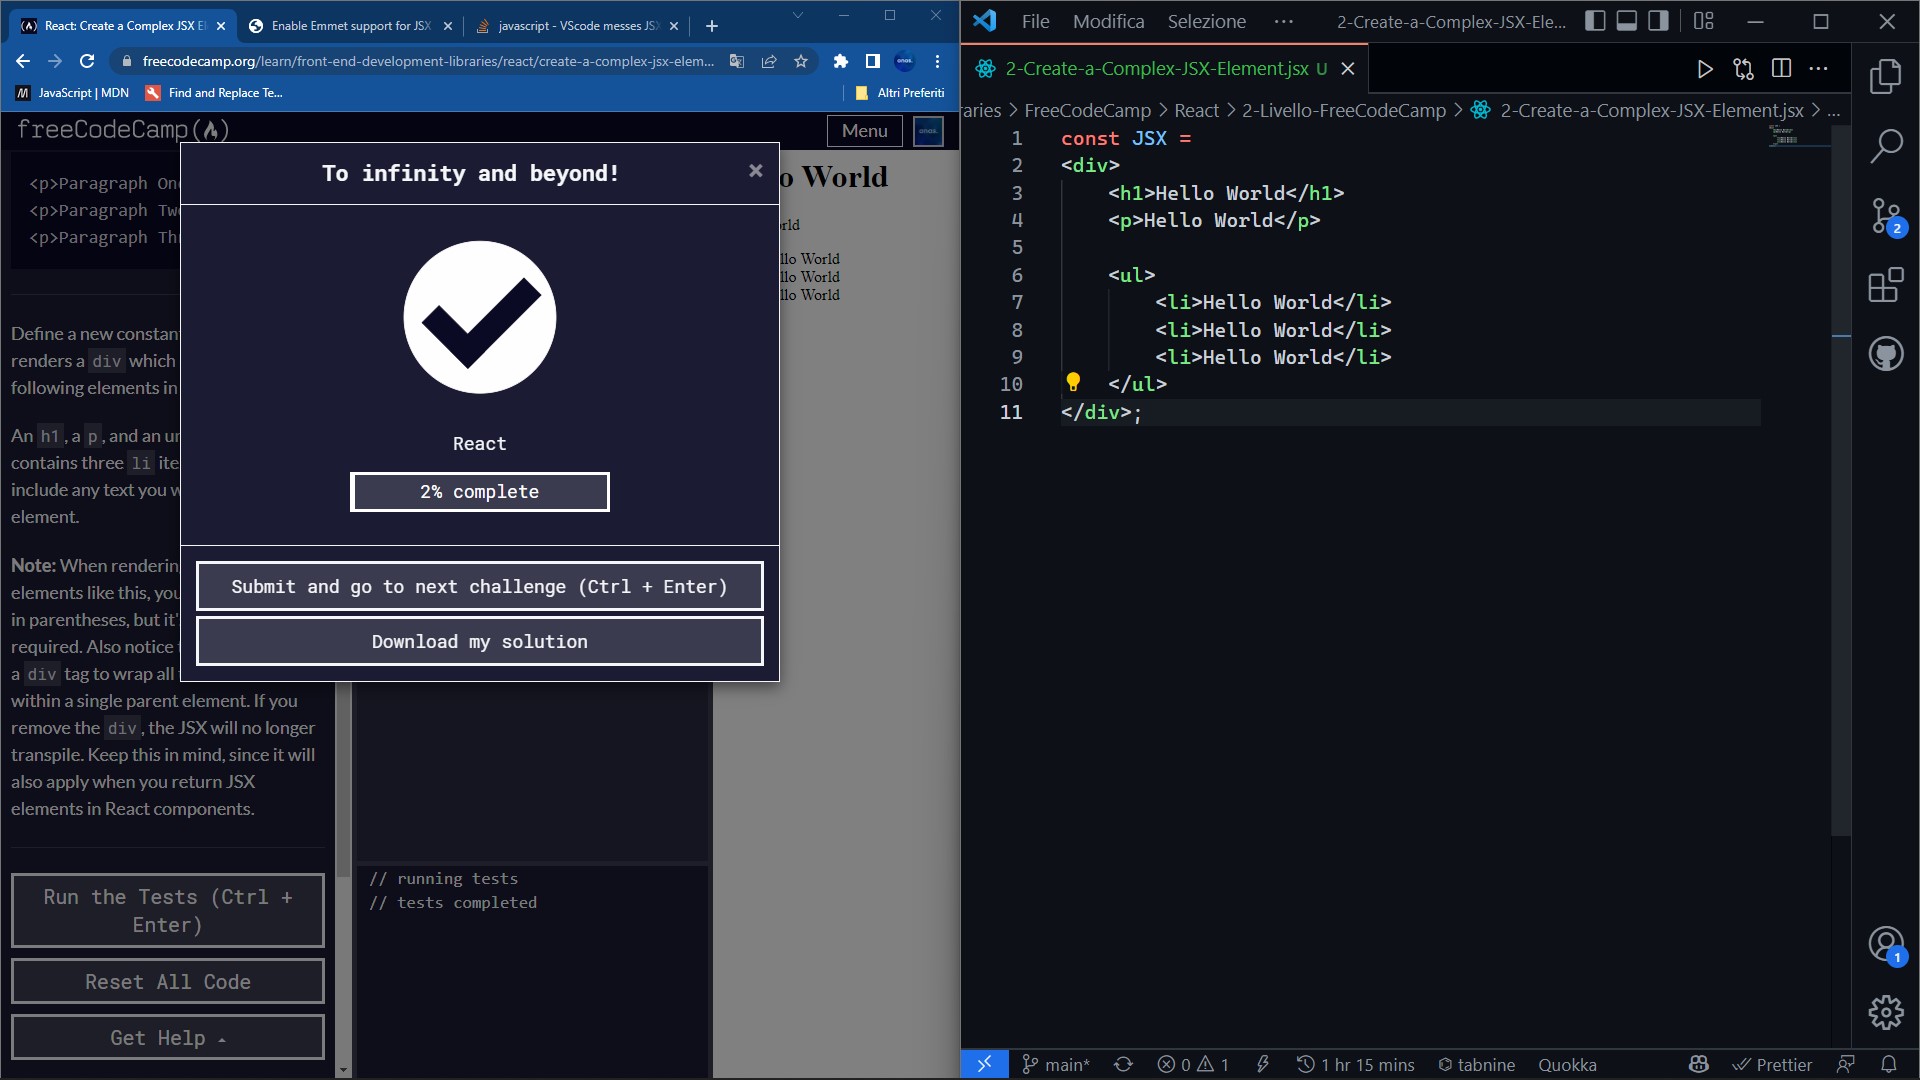 React: Create a Complex JSX El
Enable Emmet support for JSX
javascript - VScode messes JSX
freecodecamp.org/learn/front-end-development-libraries/react/create-a-complex-jsx-elem...
JavaScript | MDN
Find and Replace Te...
Altri Preferiti
freeCodeCamp
Menu
<p>Paragraph One
<p>Paragraph Two
<p>Paragraph Thr
Define a new constan
renders a div which
following elements in
An h1, a p, and an un
contains three li ite
include any text you w
element.
Note: When renderin
elements like this, you
in parentheses, but it'
required. Also notice
a div tag to wrap all
within a single parent element. If you
remove the div, the JSX will no longer
transpile. Keep this in mind, since it will
also apply when you return JSX
elements in React components.
Run the Tests (Ctrl +
Enter)
Reset All Code
Get Help
To infinity and beyond!
×
React
2% complete
Submit and go to next challenge (Ctrl + Enter)
Download my solution
// running tests
// tests completed
o World
rld
llo World
llo World
llo World
File Modifica Selezione ··· 2-Create-a-Complex-JSX-Ele...
2-Create-a-Complex-JSX-Element.jsx U
raries > FreeCodeCamp > React > 2-Livello-FreeCodeCamp > 2-Create-a-Complex-JSX-Element.jsx > ...
1 const JSX =
2 <div>
3 <h1>Hello World</h1>
4 <p>Hello World</p>
5
6 <ul>
7 <li>Hello World</li>
8 <li>Hello World</li>
9 <li>Hello World</li>
10 </ul>
11 </div>;
2
1
main* 0 1 1 hr 15 mins tabnine Quokka Prettier